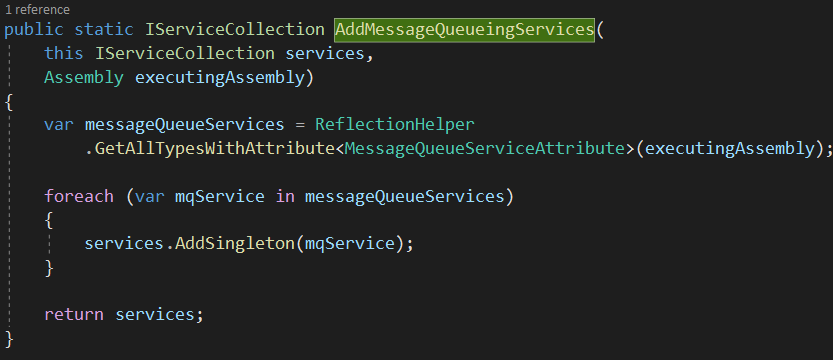 1 reference
public static IServiceCollection AddMessageQueueingServices(
    this IServiceCollection services,
    Assembly executingAssembly)
{
    var messageQueueServices = ReflectionHelper
        .GetAllTypesWithAttribute<MessageQueueServiceAttribute>(executingAssembly);

    foreach (var mqService in messageQueueServices)
    {
        services.AddSingleton(mqService);
    }

    return services;
}